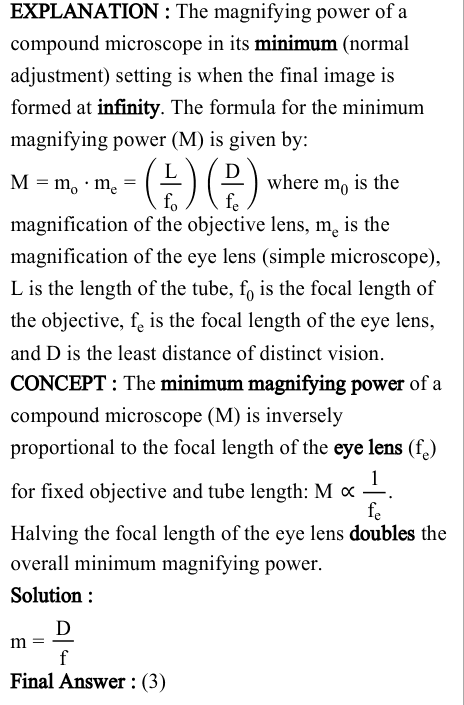 EXPLANATION : The magnifying power of a
compound microscope in its minimum (normal
adjustment) setting is when the final image is
formed at infinity. The formula for the minimum
magnifying power (M) is given by:
M = mₒ · mₑ = (L/fₒ) (D/fₑ) where m₀ is the
magnification of the objective lens, mₑ is the
magnification of the eye lens (simple microscope),
L is the length of the tube, f₀ is the focal length of
the objective, fₑ is the focal length of the eye lens,
and D is the least distance of distinct vision.
CONCEPT : The minimum magnifying power of a
compound microscope (M) is inversely
proportional to the focal length of the eye lens (fₑ)
for fixed objective and tube length: M ∝ 1/fₑ.
Halving the focal length of the eye lens doubles the
overall minimum magnifying power.
Solution :
m = D/f
Final Answer : (3)